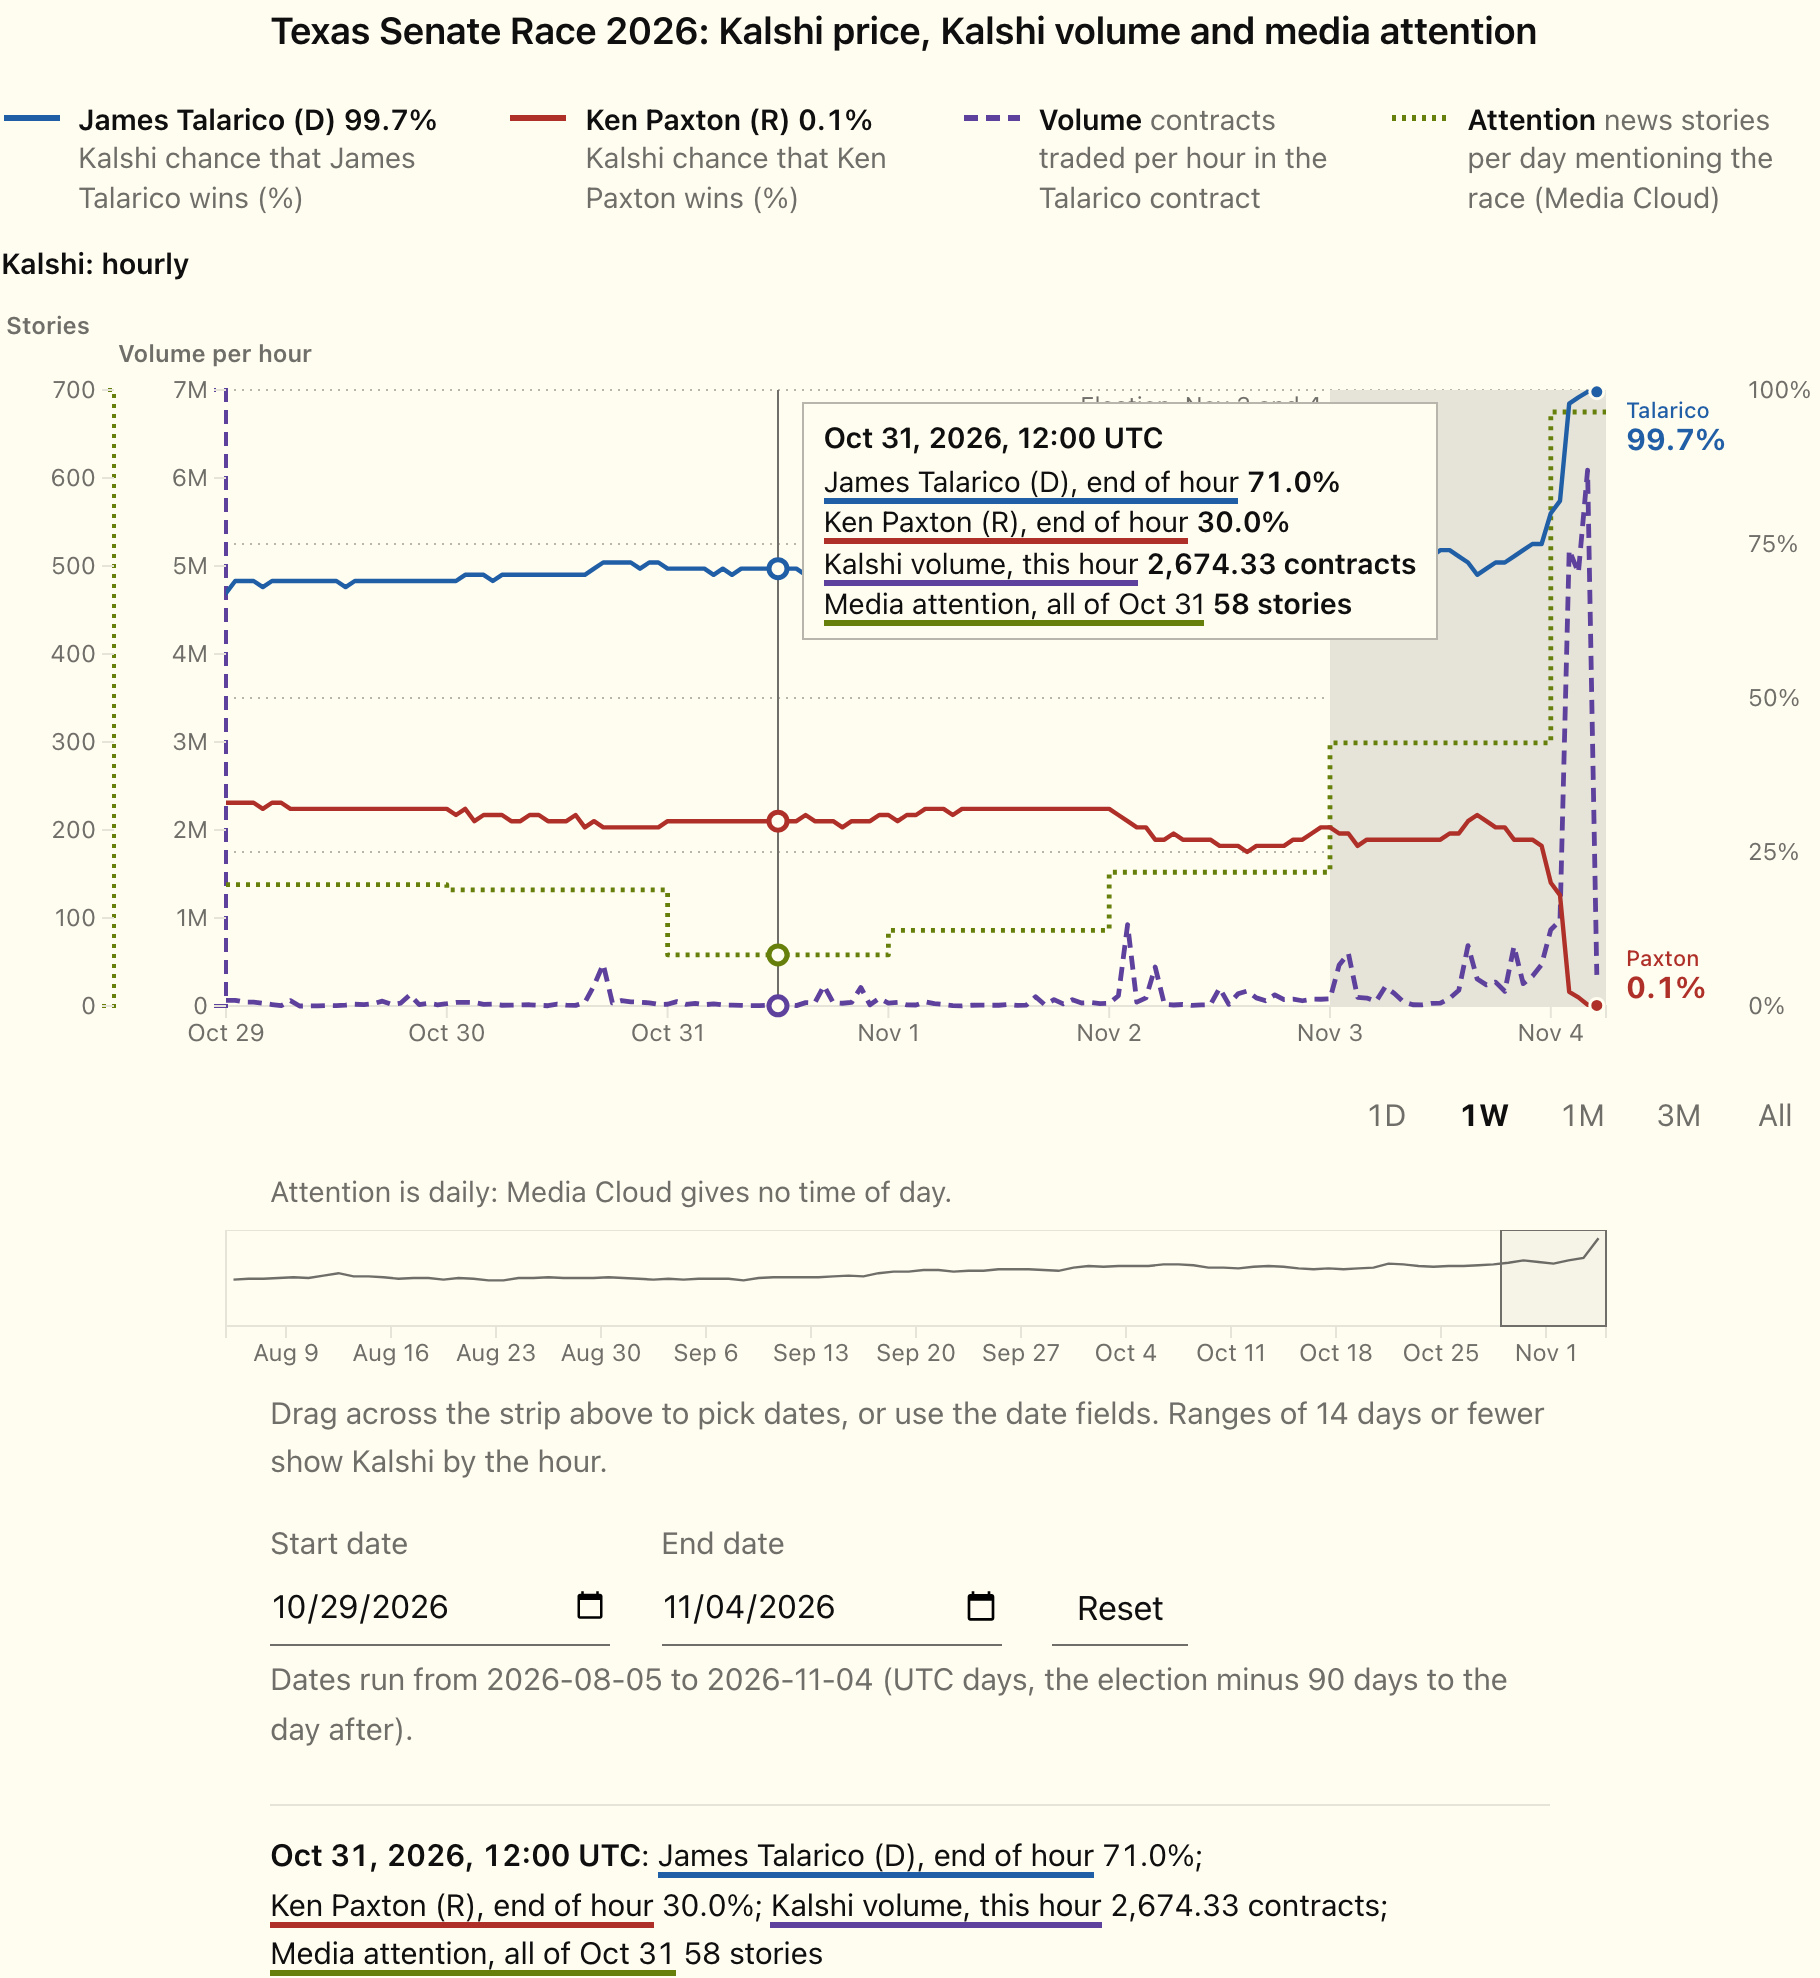 Texas Senate Race 2026: Kalshi price, Kalshi volume and media attention
James Talarico (D) 99.7%
Kalshi chance that James
Talarico wins (%)
Ken Paxton (R) 0.1%
Kalshi chance that Ken
Paxton wins (%)
Volume contracts
traded per hour in the
Talarico contract
Attention news stories
per day mentioning the
race (Media Cloud)
Kalshi: hourly
Stories
Volume per hour
700
600
500
400
300
200
100
0
7M
6M
5M
4M
3M
2M
1M
0
100%
75%
50%
25%
0%
Oct 31, 2026, 12:00 UTC
James Talarico (D), end of hour 71.0%
Ken Paxton (R), end of hour 30.0%
Kalshi volume, this hour 2,674.33 contracts
Media attention, all of Oct 31 58 stories
Talarico
99.7%
Paxton
0.1%
Oct 29 Oct 30 Oct 31 Nov 1 Nov 2 Nov 3 Nov 4
1D 1W 1M 3M All
Attention is daily: Media Cloud gives no time of day.
Aug 9 Aug 16 Aug 23 Aug 30 Sep 6 Sep 13 Sep 20 Sep 27 Oct 4 Oct 11 Oct 18 Oct 25 Nov 1
Drag across the strip above to pick dates, or use the date fields. Ranges of 14 days or fewer
show Kalshi by the hour.
Start date End date
10/29/2026 11/04/2026 Reset
Dates run from 2026-08-05 to 2026-11-04 (UTC days, the election minus 90 days to the
day after).
Oct 31, 2026, 12:00 UTC: James Talarico (D), end of hour 71.0%;
Ken Paxton (R), end of hour 30.0%; Kalshi volume, this hour 2,674.33 contracts;
Media attention, all of Oct 31 58 stories